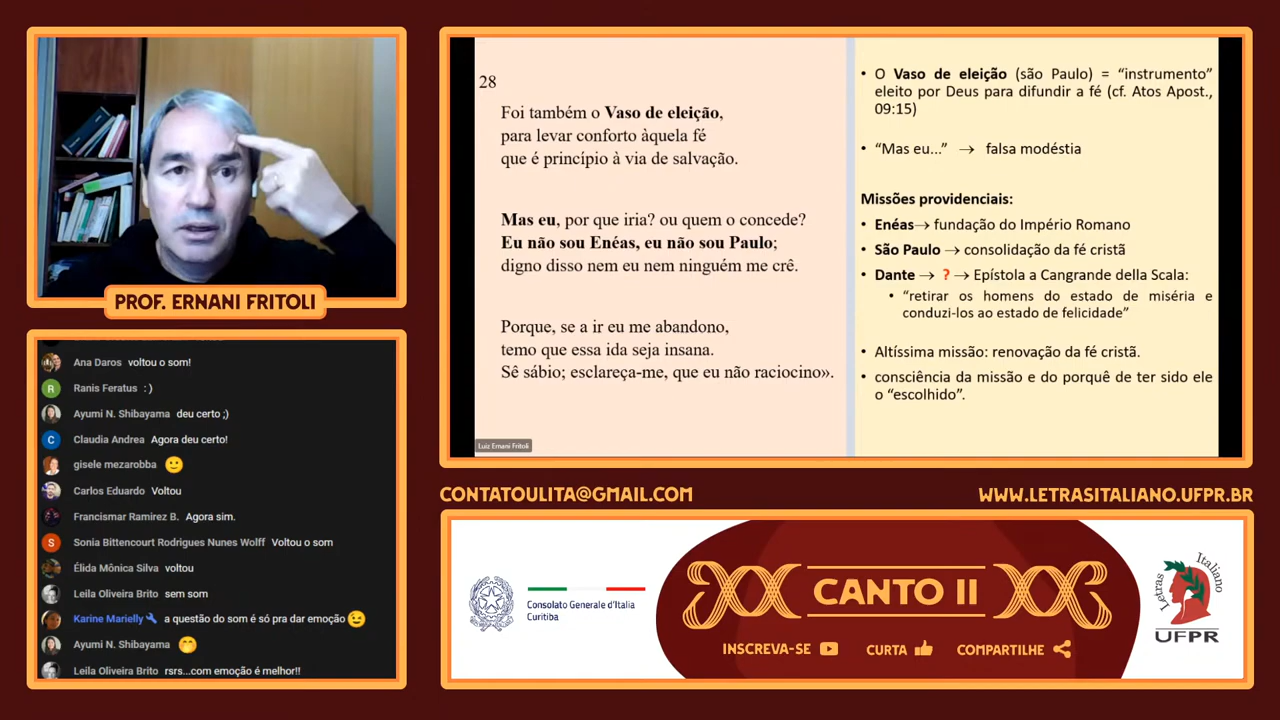 PROF. ERNANI FRITOLI
Ana Daros voltou o som!
R
Ranis Feratus : )
Ayumi N. Shibayama deu certo ;)
Claudia Andrea Agora deu certo!
gisele mezarobba 🙂
Carlos Eduardo Voltou
Francismar Ramirez B. Agora sim.
S
Sonia Bittencourt Rodrigues Nunes Wolff Voltou o som
Élida Mônica Silva voltou
Leila Oliveira Brito sem som
Karine Marielly a questão do som é só pra dar emoção 😉
Ayumi N. Shibayama 🤭
Leila Oliveira Brito rsrs...com emoção é melhor!!
28
Foi também o Vaso de eleição,
para levar conforto àquela fé
que é princípio à via de salvação.
Mas eu, por que iria? ou quem o concede?
Eu não sou Enéas, eu não sou Paulo;
digno disso nem eu nem ninguém me crê.
Porque, se a ir eu me abandono,
temo que essa ida seja insana.
Sê sábio; esclareça-me, que eu não raciocino».
Luiz Ernani Fritoli
• O Vaso de eleição (são Paulo) = “instrumento”
eleito por Deus para difundir a fé (cf. Atos Apost.,
09:15)
• “Mas eu...” → falsa modéstia
Missões providenciais:
• Enéas→ fundação do Império Romano
• São Paulo → consolidação da fé cristã
• Dante → ? → Epístola a Cangrande della Scala:
• “retirar os homens do estado de miséria e
conduzi-los ao estado de felicidade”
• Altíssima missão: renovação da fé cristã.
• consciência da missão e do porquê de ter sido ele
o “escolhido”.
CONTATOULITA@GMAIL.COM
WWW.LETRASITALIANO.UFPR.BR
Consolato Generale d'Italia
Curitiba
CANTO II
INSCREVA-SE
CURTA
COMPARTILHE
Letras Italiano
UFPR